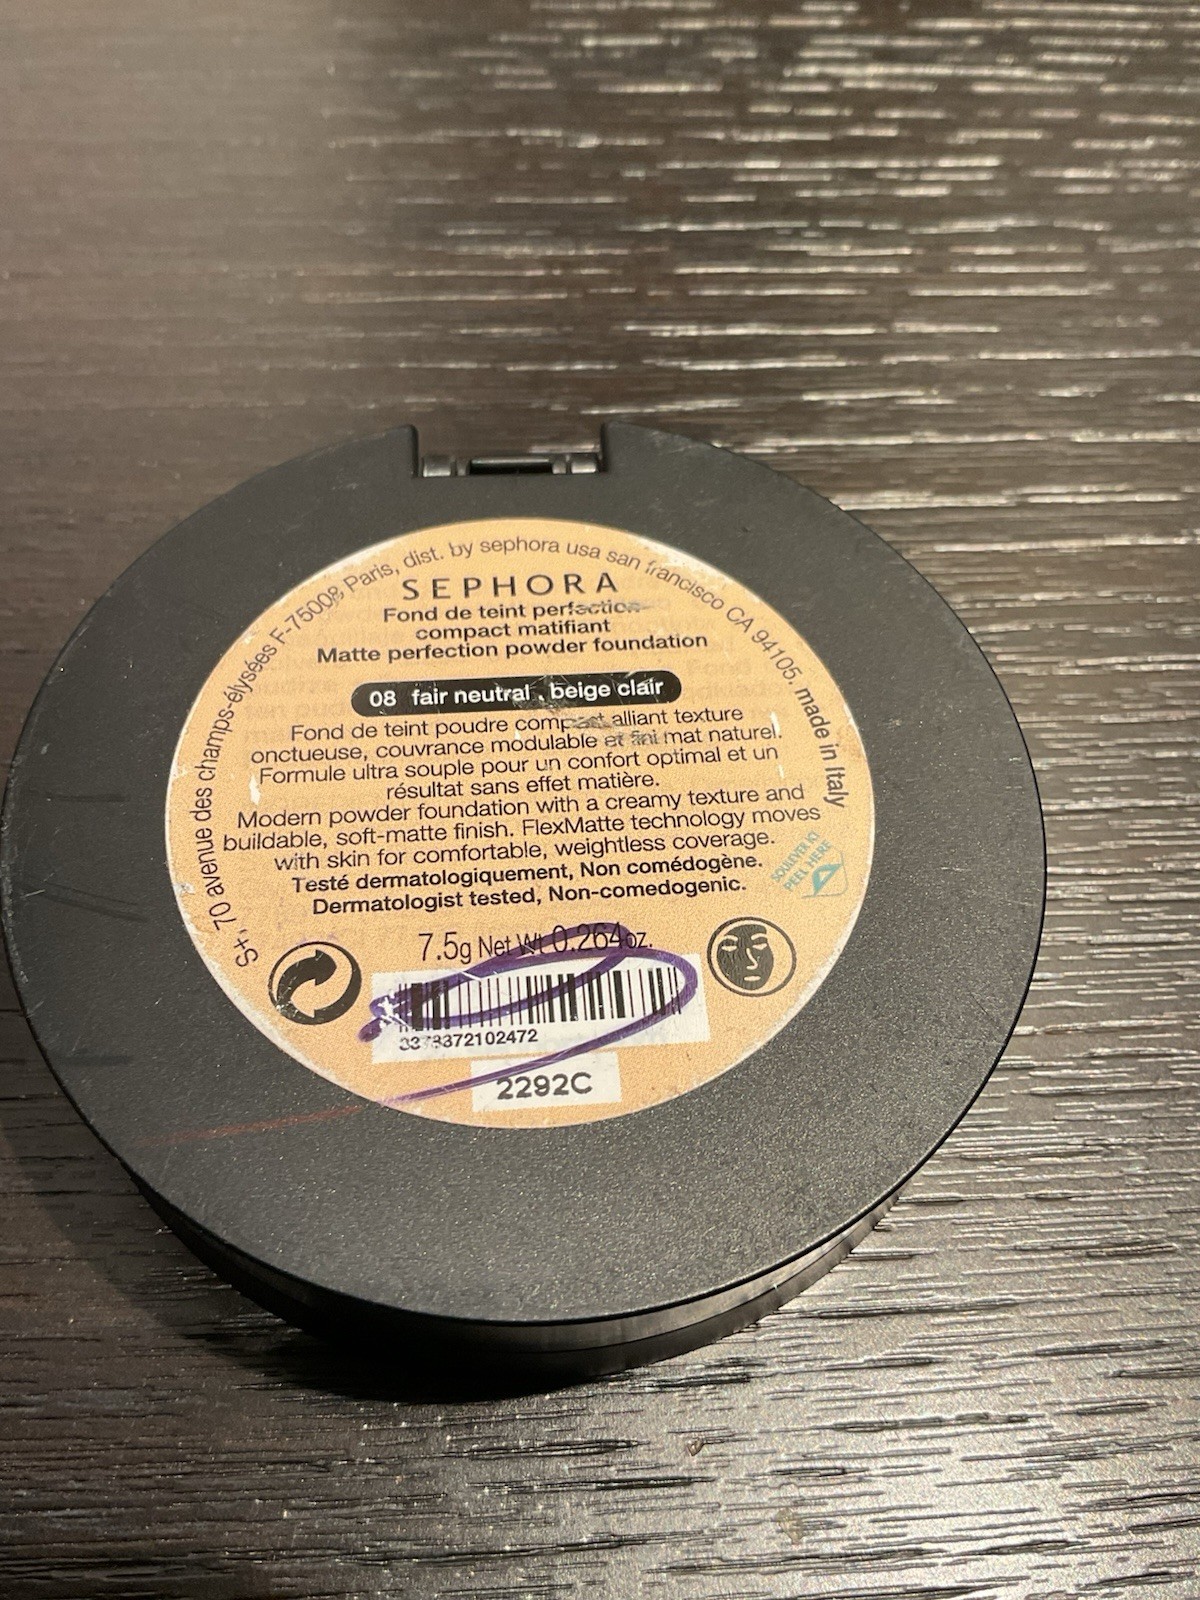 S+, 70 avenue des champs-élysées F-75008 Paris, dist. by sephora usa san francisco CA 94105. made in Italy
SEPHORA
Fond de teint perfection
compact matifiant
Matte perfection powder foundation
08 fair neutral . beige clair
Fond de teint poudre compact alliant texture
onctueuse, couvrance modulable et fini mat naturel.
Formule ultra souple pour un confort optimal et un
résultat sans effet matière.
Modern powder foundation with a creamy texture and
buildable, soft-matte finish. FlexMatte technology moves
with skin for comfortable, weightless coverage.
Testé dermatologiquement, Non comédogène.
Dermatologist tested, Non-comedogenic.
SOULEVER ICI
PEEL HERE
7.5g Net Wt 0.264oz.
3378372102472
2292C